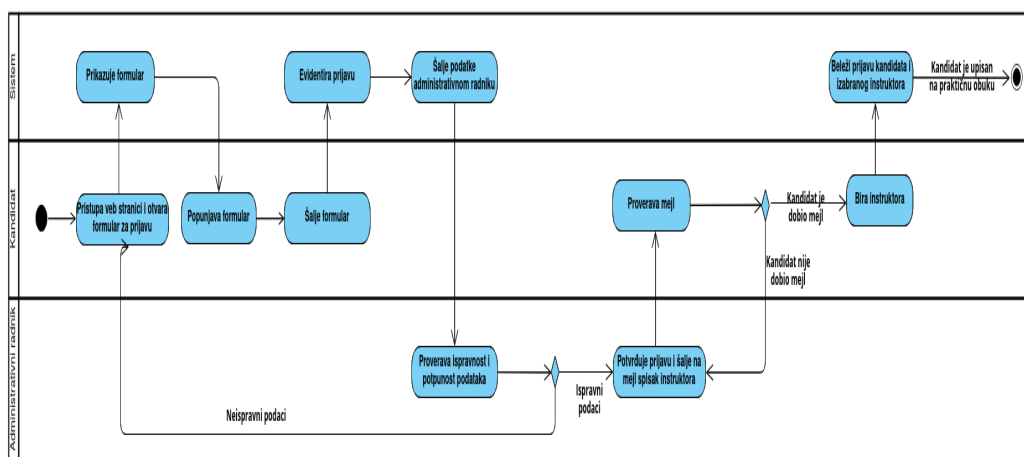 Sistem
Prikazuje formular
Evidentira prijavu
Šalje podatke
administrativnom radniku
Beleži prijavu kandidata i
izabranog instruktora
Kandidat je upisan
na praktičnu obuku
Kandidat
Pristupa veb stranici i otvara
formular za prijavu
Popunjava formular
Šalje formular
Proverava mejl
Kandidat je
dobio mejl
Bira instruktora
Kandidat nije
dobio mejl
Administrativni radnik
Proverava ispravnost i
potpunost podataka
Ispravni
podaci
Potvrđuje prijavu i šalje na
mejl spisak instruktora
Neispravni podaci